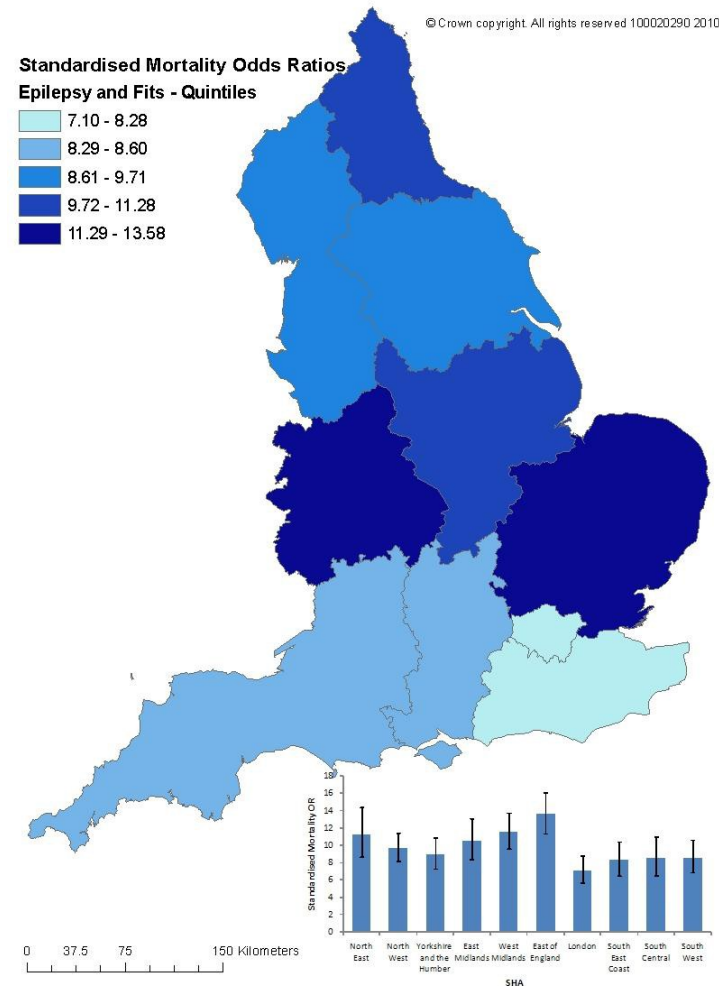 © Crown copyright. All rights reserved 100020290 2010
Standardised Mortality Odds Ratios
Epilepsy and Fits - Quintiles
7.10 - 8.28
8.29 - 8.60
8.61 - 9.71
9.72 - 11.28
11.29 - 13.58
Standardised Mortality OR
18
16
14
12
10
8
6
4
2
0
North East
North West
Yorkshire and the Humber
East Midlands
West Midlands
East of England
London
South East Coast
South Central
South West
SHA
0 37.5 75 150 Kilometers